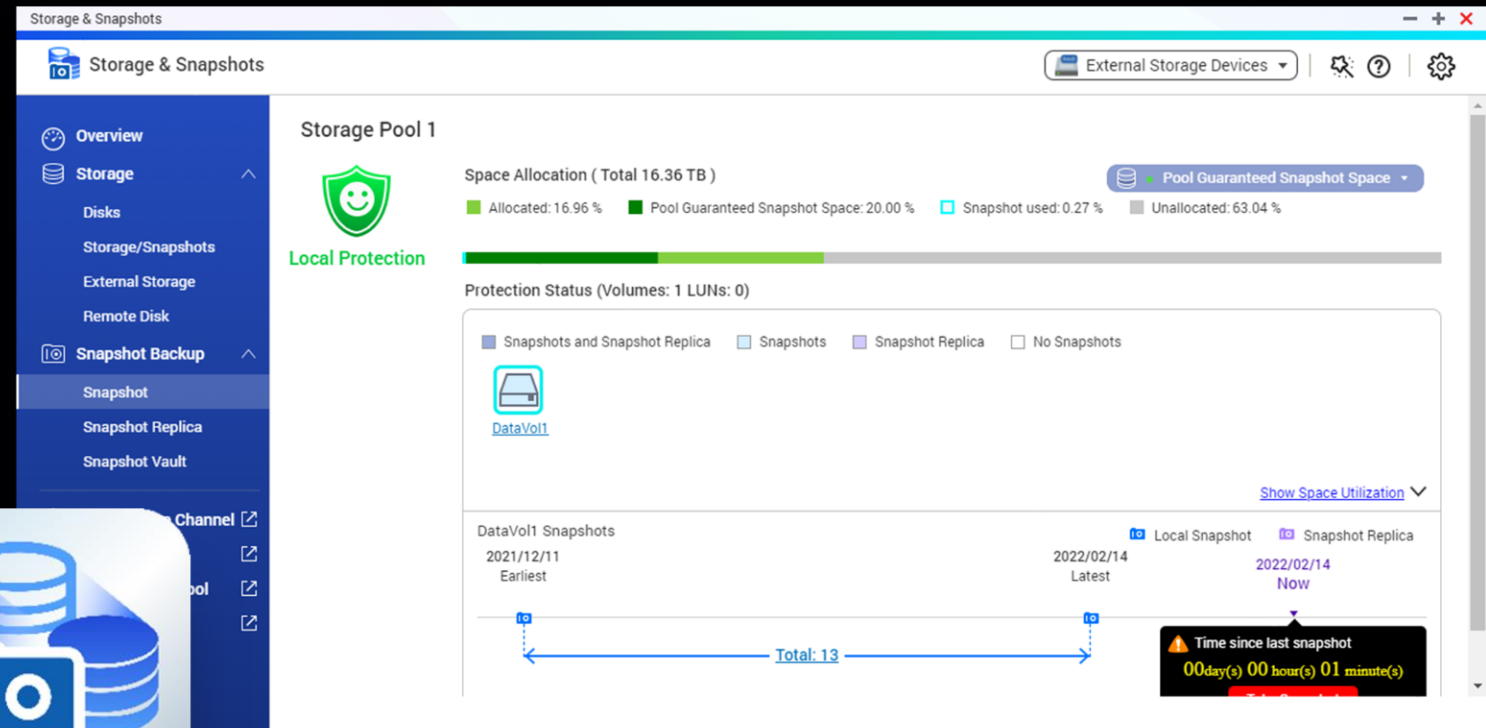 Storage & Snapshots
Storage & Snapshots
External Storage Devices
Overview
Storage
Disks
Storage/Snapshots
External Storage
Remote Disk
Snapshot Backup
Snapshot
Snapshot Replica
Snapshot Vault
Channel
Storage Pool 1
Local Protection
Space Allocation ( Total 16.36 TB )
Pool Guaranteed Snapshot Space
Allocated: 16.96 % Pool Guaranteed Snapshot Space: 20.00 % Snapshot used: 0.27 % Unallocated: 63.04 %
Protection Status (Volumes: 1 LUNs: 0)
Snapshots and Snapshot Replica Snapshots Snapshot Replica No Snapshots
DataVol1
Show Space Utilization
DataVol1 Snapshots
Local Snapshot Snapshot Replica
2021/12/11
Earliest
2022/02/14
Latest
2022/02/14
Now
Total: 13
Time since last snapshot
00day(s) 00 hour(s) 01 minute(s)